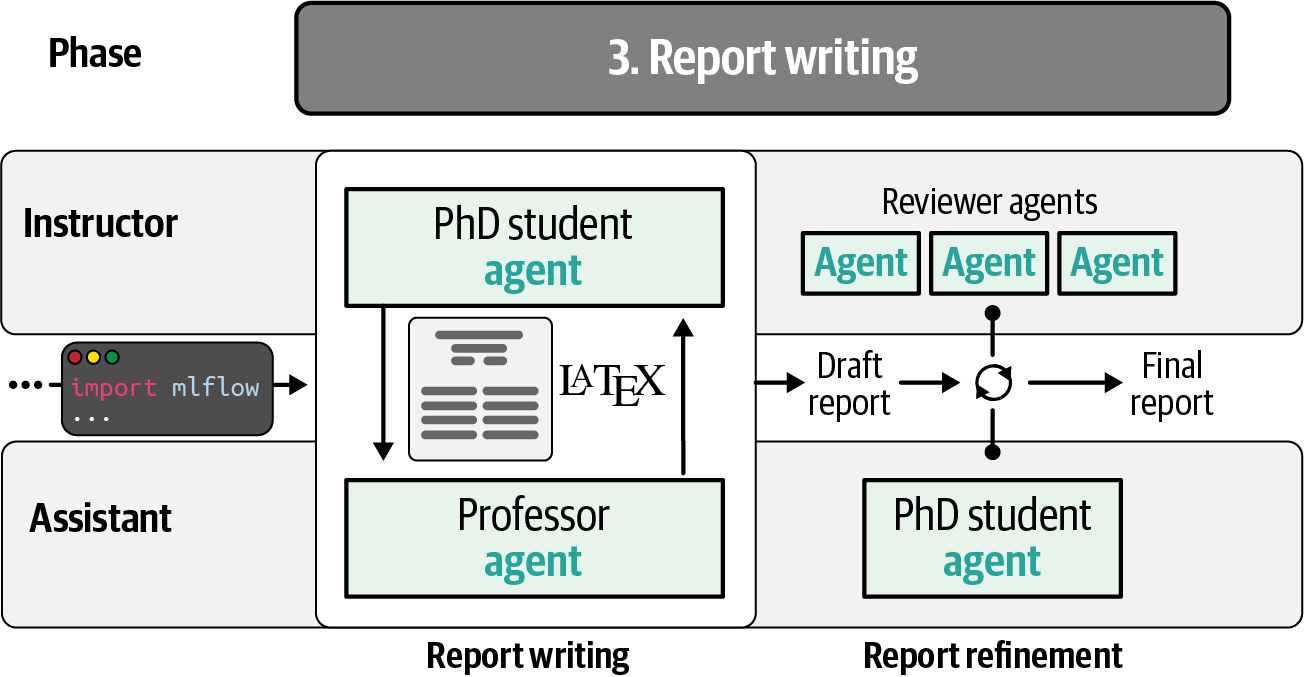 Phase
3. Report writing
Instructor
PhD student
agent
Reviewer agents
Agent
Agent
Agent
import mlflow
...
LATEX
Draft
report
Final
report
Assistant
Professor
agent
PhD student
agent
Report writing
Report refinement